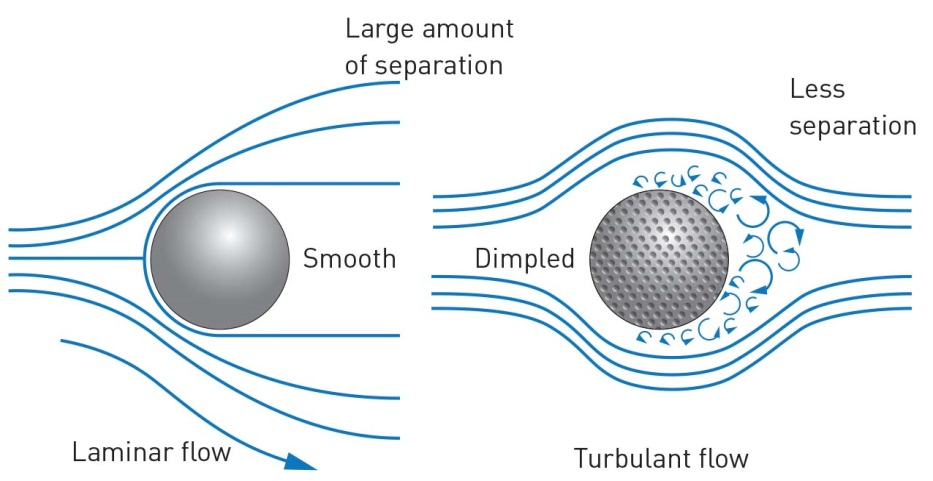 Large amount
of separation
Smooth
Laminar flow
Less
separation
Dimpled
Turbulant flow